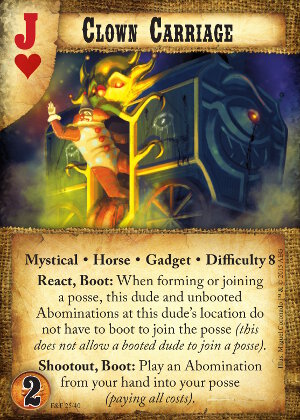 J
Clown Carriage
Mystical • Horse • Gadget • Difficulty 8
React, Boot: When forming or joining
a posse, this dude and unbooted
Abominations at this dude's location do
not have to boot to join the posse (this
does not allow a booted dude to join a posse).
Shootout, Boot: Play an Abomination
from your hand into your posse
(paying all costs).
2